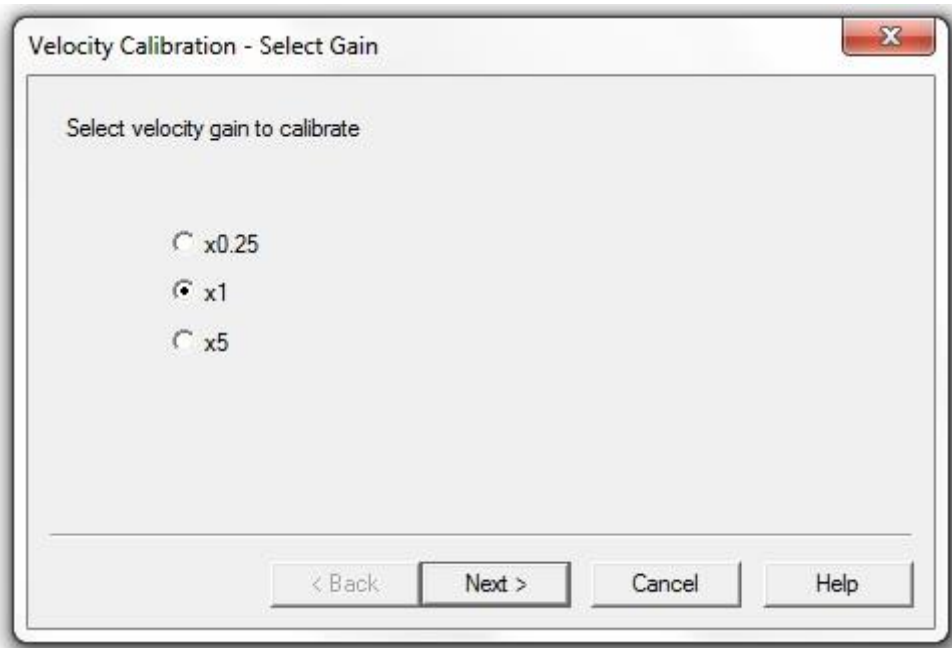 Velocity Calibration - Select Gain
Select velocity gain to calibrate
x0.25
x1
x5
< Back Next > Cancel Help